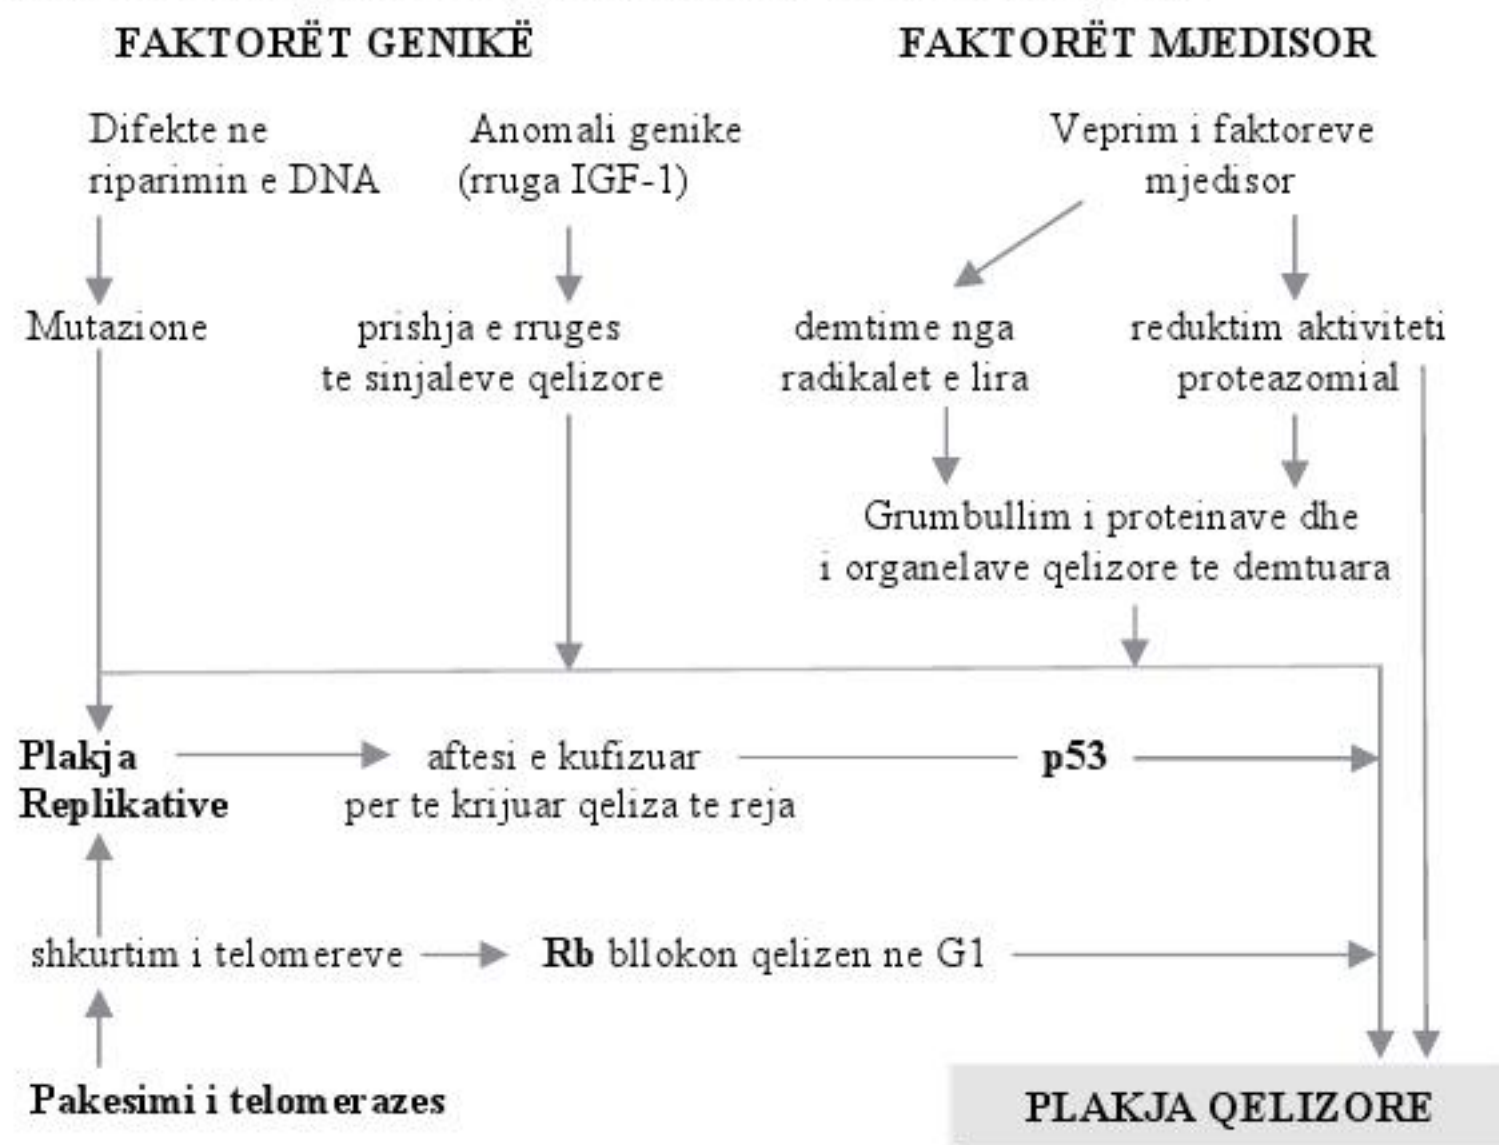 FAKTORËT GENIKË
FAKTORËT MJEDISOR
Difekte ne
riparimin e DNA
Anomali genike
(rruga IGF-1)
Veprim i faktoreve
mjedisor
Mutazione
prishja e rruges
te sinjaleve qelizore
demtime nga
radikalet e lira
reduktim aktiviteti
proteazomial
Grumbullim i proteinave dhe
i organelave qelizore te demtuara
Plakja
Replikative
aftesi e kufizuar
per te krijuar qeliza te reja
p53
shkurtim i telomereve
Rb bllokon qelizen ne G1
Pakesimi i telomerazes
PLAKJA QELIZORE